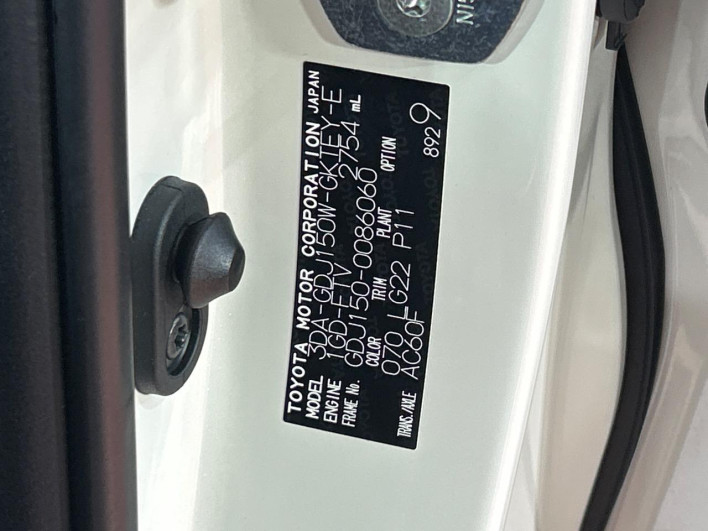 TOYOTA MOTOR CORPORATION JAPAN
MODEL 3DA-GDJ150W-GKTEY-E
ENGINE 1GD-FTV 2754 mL
FRAME No. GDJ150-0086060
COLOR TRIM PLANT OPTION
070 LG22 P11
TRANS./AXLE AC60F 8929